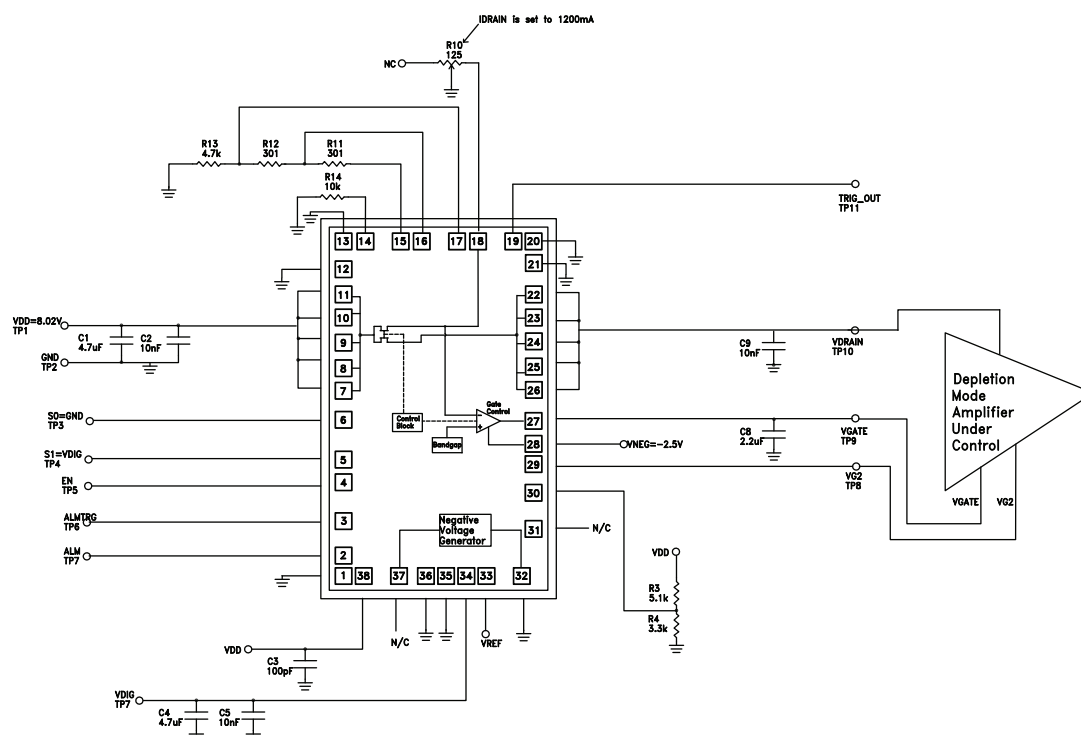 IDRAIN is set to 1200mA
R10
125
NC
R13
4.7k
R12
301
R11
301
R14
10k
TRIG_OUT
TP11
13
14
15
16
17
18
19
20
21
12
11
22
10
23
9
24
8
25
7
26
VDD=8.02V
TP1
C1
4.7uF
C2
10nF
GND
TP2
C9
10nF
VDRAIN
TP10
Depletion
Mode
Amplifier
Under
Control
S0=GND
TP3
6
Control
Block
Gate
Control
-
+
Bandgap
27
28
C8
2.2uF
VGATE
TP9
VNEG=-2.5V
S1=VDIG
TP4
5
29
VG2
TP8
EN
TP5
4
30
VGATE
VG2
ALMTRG
TP6
3
Negative
Voltage
Generator
31
N/C
ALM
TP7
2
1
38
37
36
35
34
33
32
VDD
R3
5.1k
R4
3.3k
N/C
VREF
VDD
C3
100pF
VDIG
TP7
C4
4.7uF
C5
10nF